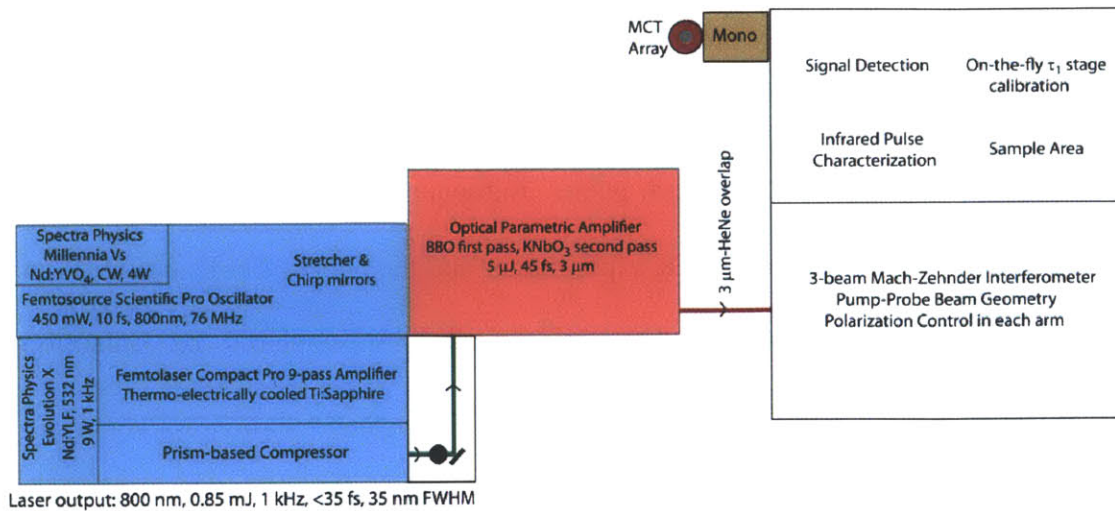 MCT
Array
Mono
Signal Detection
On-the-fly τ₁ stage
calibration
Infrared Pulse
Characterization
Sample Area
3 μm-HeNe overlap
Optical Parametric Amplifier
BBO first pass, KNbO₃ second pass
5 μJ, 45 fs, 3 μm
3-beam Mach-Zehnder Interferometer
Pump-Probe Beam Geometry
Polarization Control in each arm
Spectra Physics
Millennia Vs
Nd:YVO₄, CW, 4W
Stretcher &
Chirp mirrors
Femtosource Scientific Pro Oscillator
450 mW, 10 fs, 800nm, 76 MHz
Spectra Physics
Evolution X
Nd:YLF, 532 nm
9 W, 1 kHz
Femtolaser Compact Pro 9-pass Amplifier
Thermo-electrically cooled Ti:Sapphire
Prism-based Compressor
Laser output: 800 nm, 0.85 mJ, 1 kHz, <35 fs, 35 nm FWHM